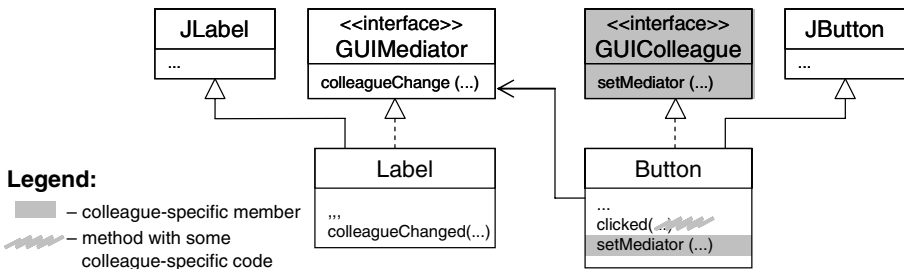 JLabel
...
<<interface>>
GUIMediator
colleagueChange (...)
<<interface>>
GUIColleague
setMediator (...)
JButton
...
Label
,,,
colleagueChanged(...)
Button
...
clicked(...)
setMediator (...)
Legend:
– colleague-specific member
– method with some
colleague-specific code